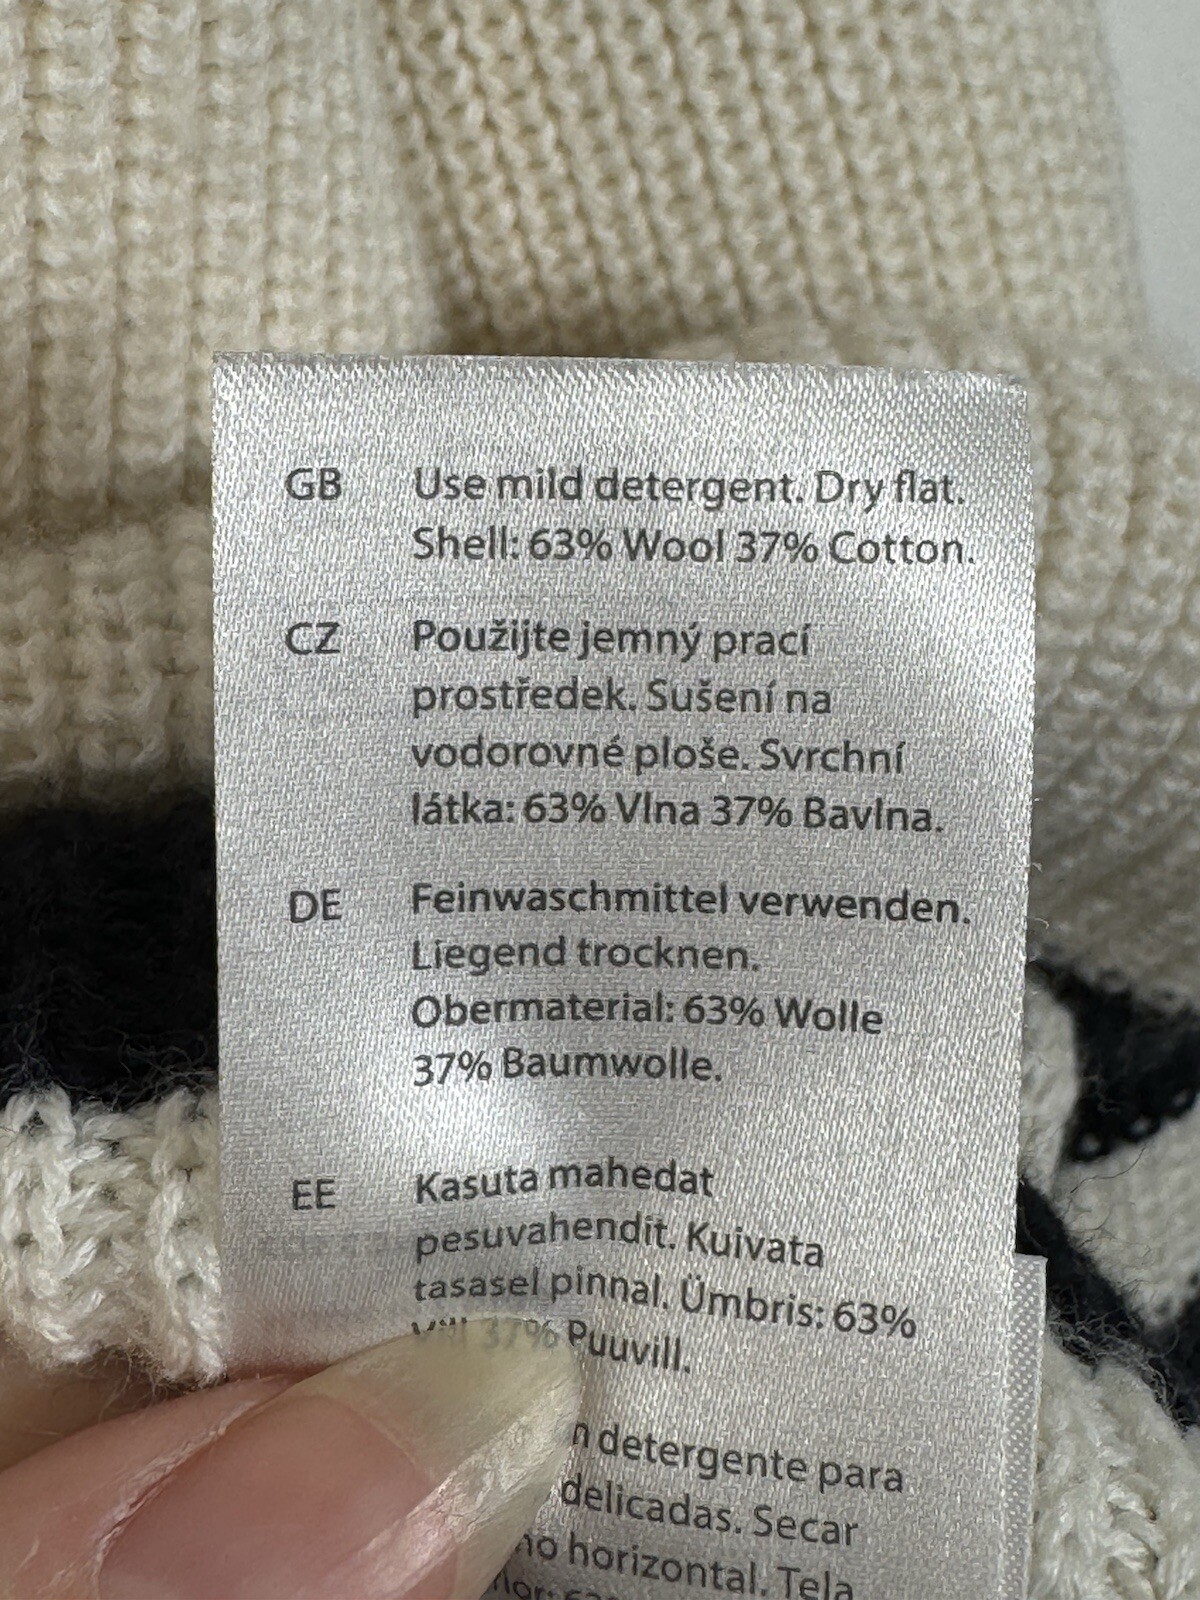 GB Use mild detergent. Dry flat.
Shell: 63% Wool 37% Cotton.
CZ Použijte jemný prací
prostředek. Sušení na
vodorovné ploše. Svrchní
látka: 63% Vlna 37% Bavlna.
DE Feinwaschmittel verwenden.
Liegend trocknen.
Obermaterial: 63% Wolle
37% Baumwolle.
EE Kasuta mahedat
pesuvahendit. Kuivata
tasasel pinnal. Ümbris: 63%
37% Puuvill.
detergente para
delicadas. Secar
horizontal. Tela